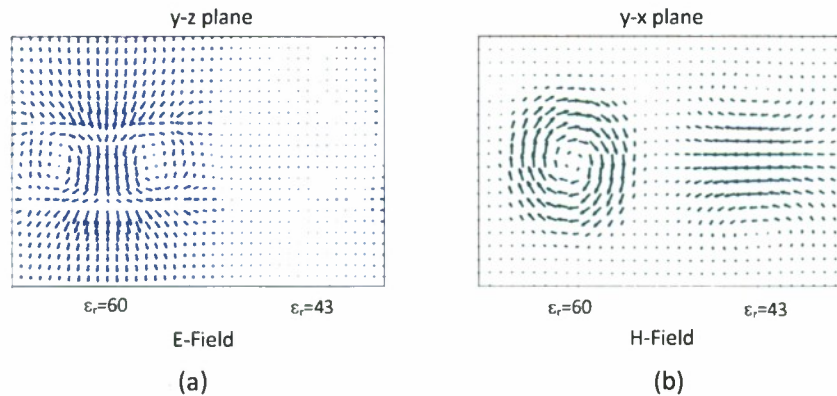 y-z plane
y-x plane
εᵣ=60
εᵣ=43
εᵣ=60
εᵣ=43
E-Field
H-Field
(a)
(b)